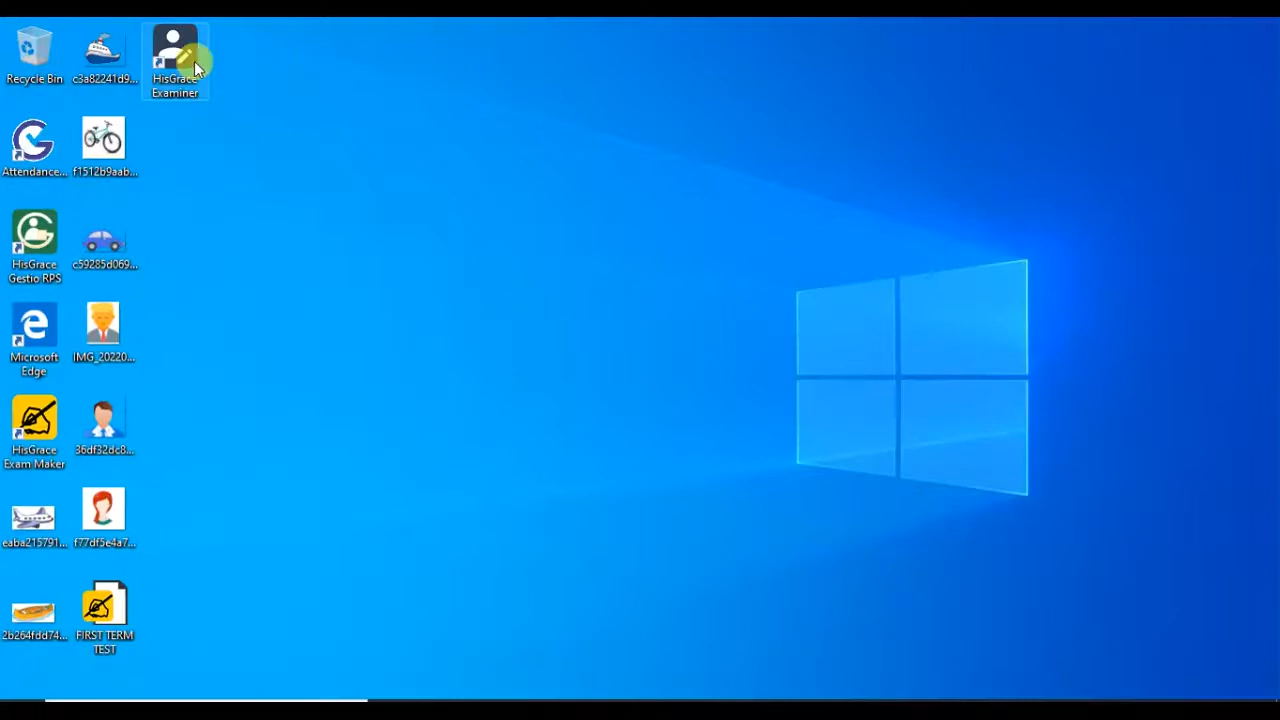 Recycle Bin
c3a82241d9...
HisGrace
Examiner
Attendance...
f1512b9aab...
HisGrace
Gestio RPS
c59285d069...
Microsoft
Edge
IMG_20220...
HisGrace
Exam Maker
36df32dc8...
eaba215791...
f77df5e4a7...
2b264fdd74...
FIRST TERM
TEST